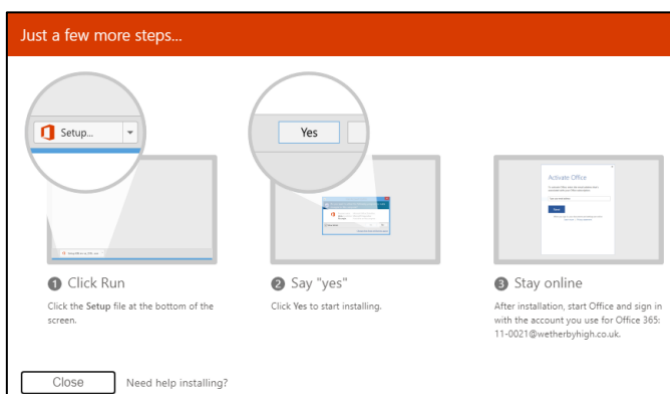 Just a few more steps...
Setup...
Yes
Activate Office
1 Click Run
Click the Setup file at the bottom of the
screen.
2 Say "yes"
Click Yes to start installing.
3 Stay online
After installation, start Office and sign in
with the account you use for Office 365:
11-0021@wetherbyhigh.co.uk.
Close
Need help installing?